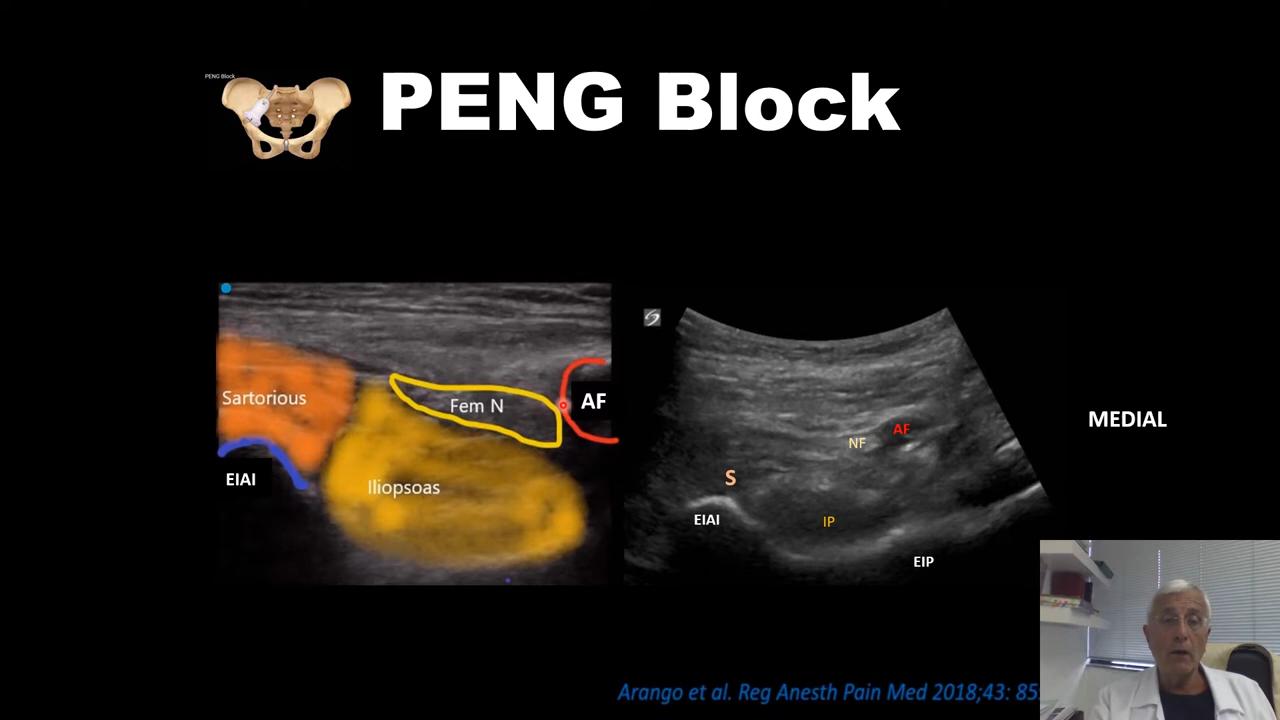 PENG Block
PENG Block
Sartorious
Fem N
AF
EIAI
Iliopsoas
AF
NF
S
EIAI
IP
EIP
MEDIAL
Arango et al. Reg Anesth Pain Med 2018;43: 85